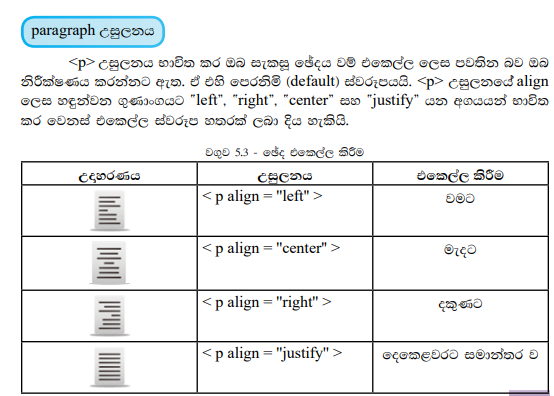 paragraph උසුලනය
<p> උසුලනය භාවිත කර ඔබ සැකසූ ඡේදය වම් එකෙල්ල ලෙස පවතින බව ඔබ
නිරීක්ෂණය කරන්නට ඇත. ඒ එහි පෙරනිමි (default) ස්වරූපයයි. <p> උසුලනයේ align
ලෙස හඳුන්වන ගුණාංගයට "left", "right", "center" සහ "justify" යන අගයයන් භාවිත
කර වෙනස් එකෙල්ල ස්වරූප හතරක් ලබා දිය හැකියි.
වගුව 5.3 - ඡේද එකෙල්ල කිරීම
උදාහරණය උසුලනය එකෙල්ල කිරීම
< p align = "left" > වමට
< p align = "center" > මැදට
< p align = "right" > දකුණට
< p align = "justify" > දෙකෙළවරට සමාන්තර ව